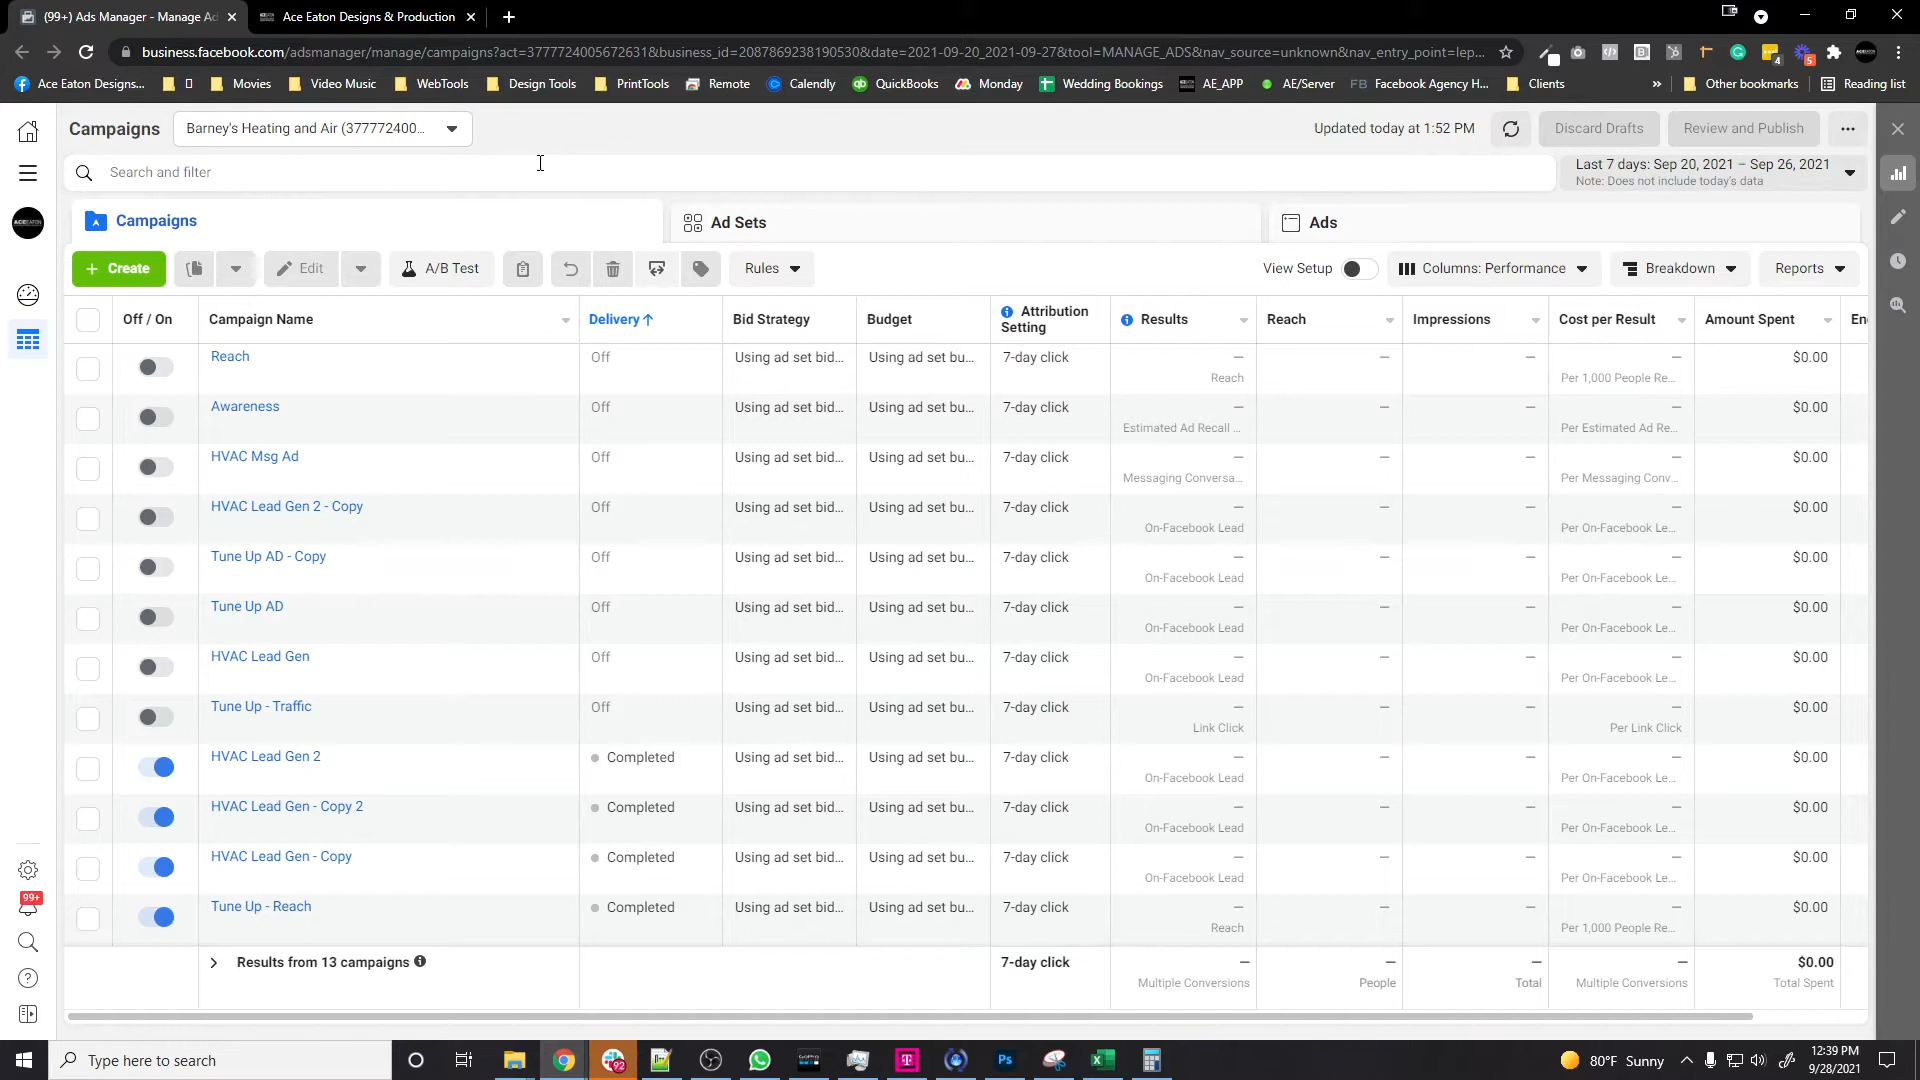 (99+) Ads Manager - Manage Ad
Ace Eaton Designs & Production
business.facebook.com/adsmanager/manage/campaigns?act=3777724005672631&business_id=2087869238190530&date=2021-09-20_2021-09-27&tool=MANAGE_ADS&nav_source=unknown&nav_entry_point=lep...
Ace Eaton Designs... Movies Video Music WebTools Design Tools PrintTools Remote Calendly QuickBooks Monday Wedding Bookings AE_APP AE/Server FB Facebook Agency H... Clients » Other bookmarks Reading list
Campaigns Barney's Heating and Air (377772400... Updated today at 1:52 PM Discard Drafts Review and Publish
Search and filter Last 7 days: Sep 20, 2021 – Sep 26, 2021
Note: Does not include today's data
Campaigns Ad Sets Ads
+ Create Edit A/B Test Rules View Setup Columns: Performance Breakdown Reports
Off / On Campaign Name Delivery↑ Bid Strategy Budget Attribution Setting Results Reach Impressions Cost per Result Amount Spent En
Reach Off Using ad set bid... Using ad set bu... 7-day click — — — — $0.00
Reach Per 1,000 People Re...
Awareness Off Using ad set bid... Using ad set bu... 7-day click — — — — $0.00
Estimated Ad Recall ... Per Estimated Ad Re...
HVAC Msg Ad Off Using ad set bid... Using ad set bu... 7-day click — — — — $0.00
Messaging Conversa... Per Messaging Conv...
HVAC Lead Gen 2 - Copy Off Using ad set bid... Using ad set bu... 7-day click — — — — $0.00
On-Facebook Lead Per On-Facebook Le...
Tune Up AD - Copy Off Using ad set bid... Using ad set bu... 7-day click — — — — $0.00
On-Facebook Lead Per On-Facebook Le...
Tune Up AD Off Using ad set bid... Using ad set bu... 7-day click — — — — $0.00
On-Facebook Lead Per On-Facebook Le...
HVAC Lead Gen Off Using ad set bid... Using ad set bu... 7-day click — — — — $0.00
On-Facebook Lead Per On-Facebook Le...
Tune Up - Traffic Off Using ad set bid... Using ad set bu... 7-day click — — — — $0.00
Link Click Per Link Click
HVAC Lead Gen 2 Completed Using ad set bid... Using ad set bu... 7-day click — — — — $0.00
On-Facebook Lead Per On-Facebook Le...
HVAC Lead Gen - Copy 2 Completed Using ad set bid... Using ad set bu... 7-day click — — — — $0.00
On-Facebook Lead Per On-Facebook Le...
HVAC Lead Gen - Copy Completed Using ad set bid... Using ad set bu... 7-day click — — — — $0.00
On-Facebook Lead Per On-Facebook Le...
Tune Up - Reach Completed Using ad set bid... Using ad set bu... 7-day click — — — — $0.00
Reach Per 1,000 People Re...
99+
Results from 13 campaigns 7-day click — — — — $0.00
Multiple Conversions People Total Multiple Conversions Total Spent
Type here to search 92 Ps 80°F Sunny 12:39 PM
9/28/2021